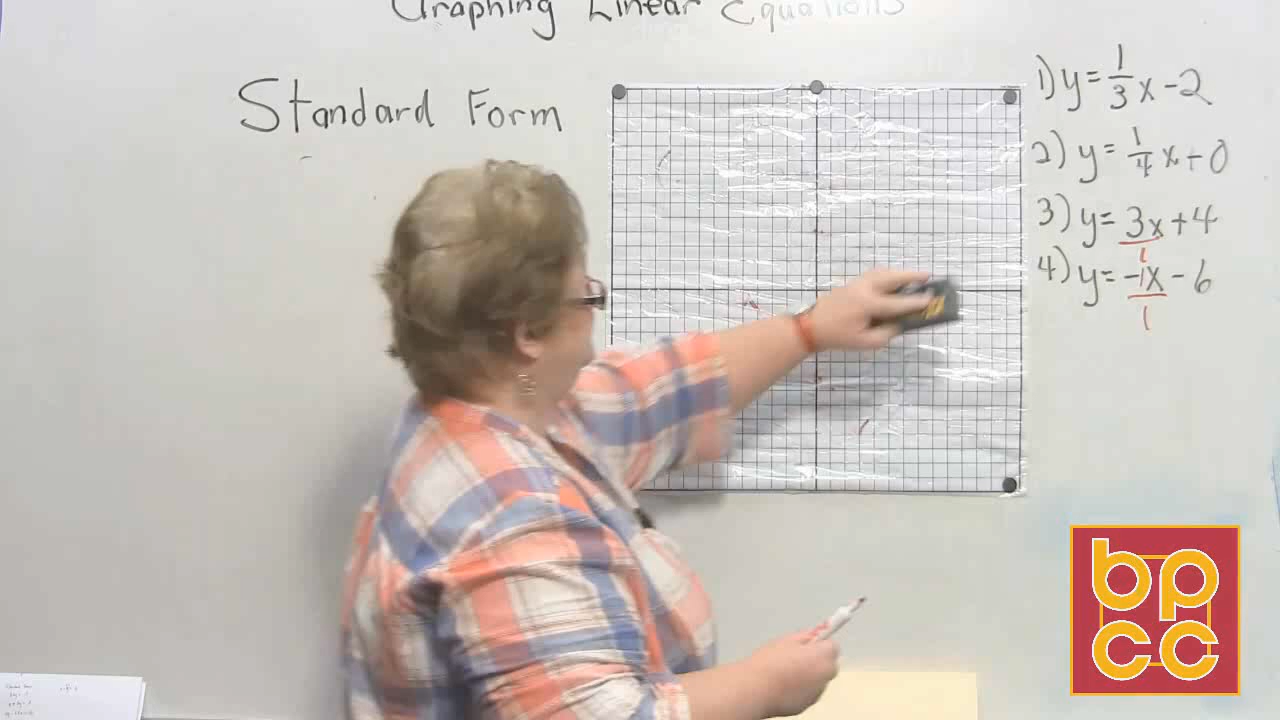 Graphing Linear Equations
Standard Form
1) y = 1/3 x - 2
2) y = 1/4 x + 0
3) y = 3x/1 + 4
4) y = -1x/1 - 6
bp
cc